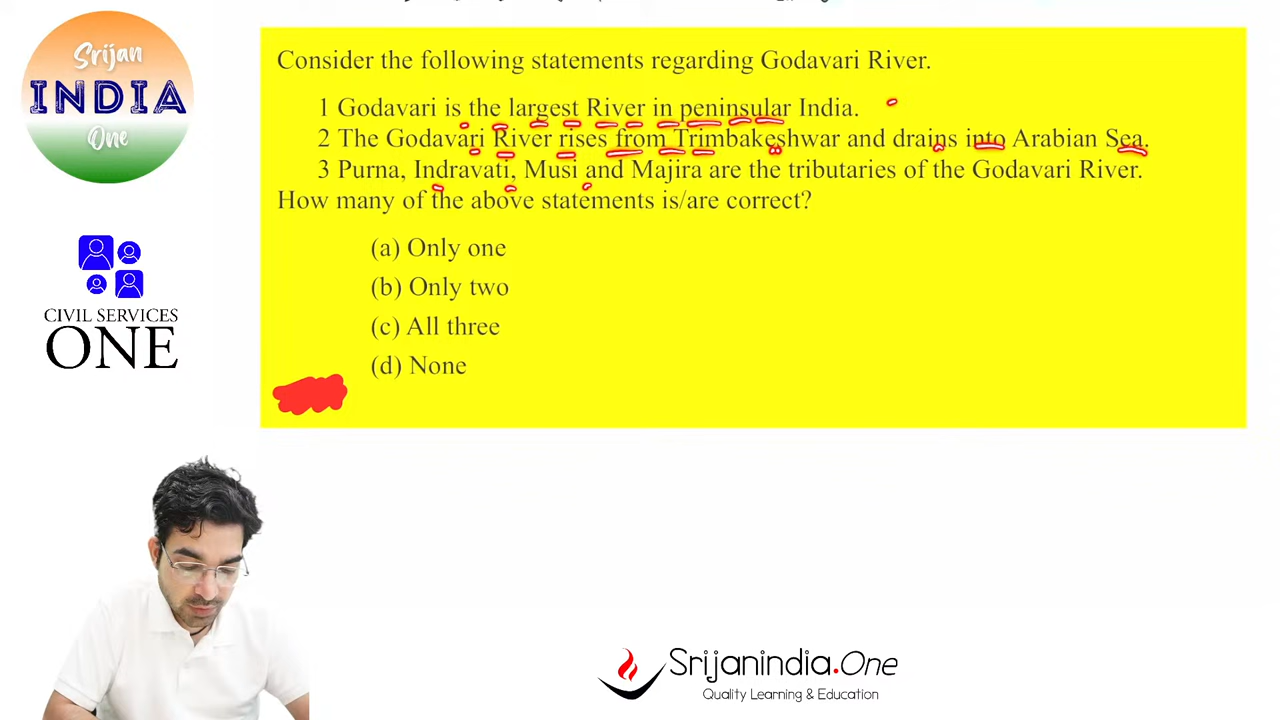 Srijan
INDIA
One
CIVIL SERVICES
ONE
Consider the following statements regarding Godavari River.
1 Godavari is the largest River in peninsular India.
2 The Godavari River rises from Trimbakeshwar and drains into Arabian Sea.
3 Purna, Indravati, Musi and Majira are the tributaries of the Godavari River.
How many of the above statements is/are correct?
(a) Only one
(b) Only two
(c) All three
(d) None
Srijanindia.One
Quality Learning & Education